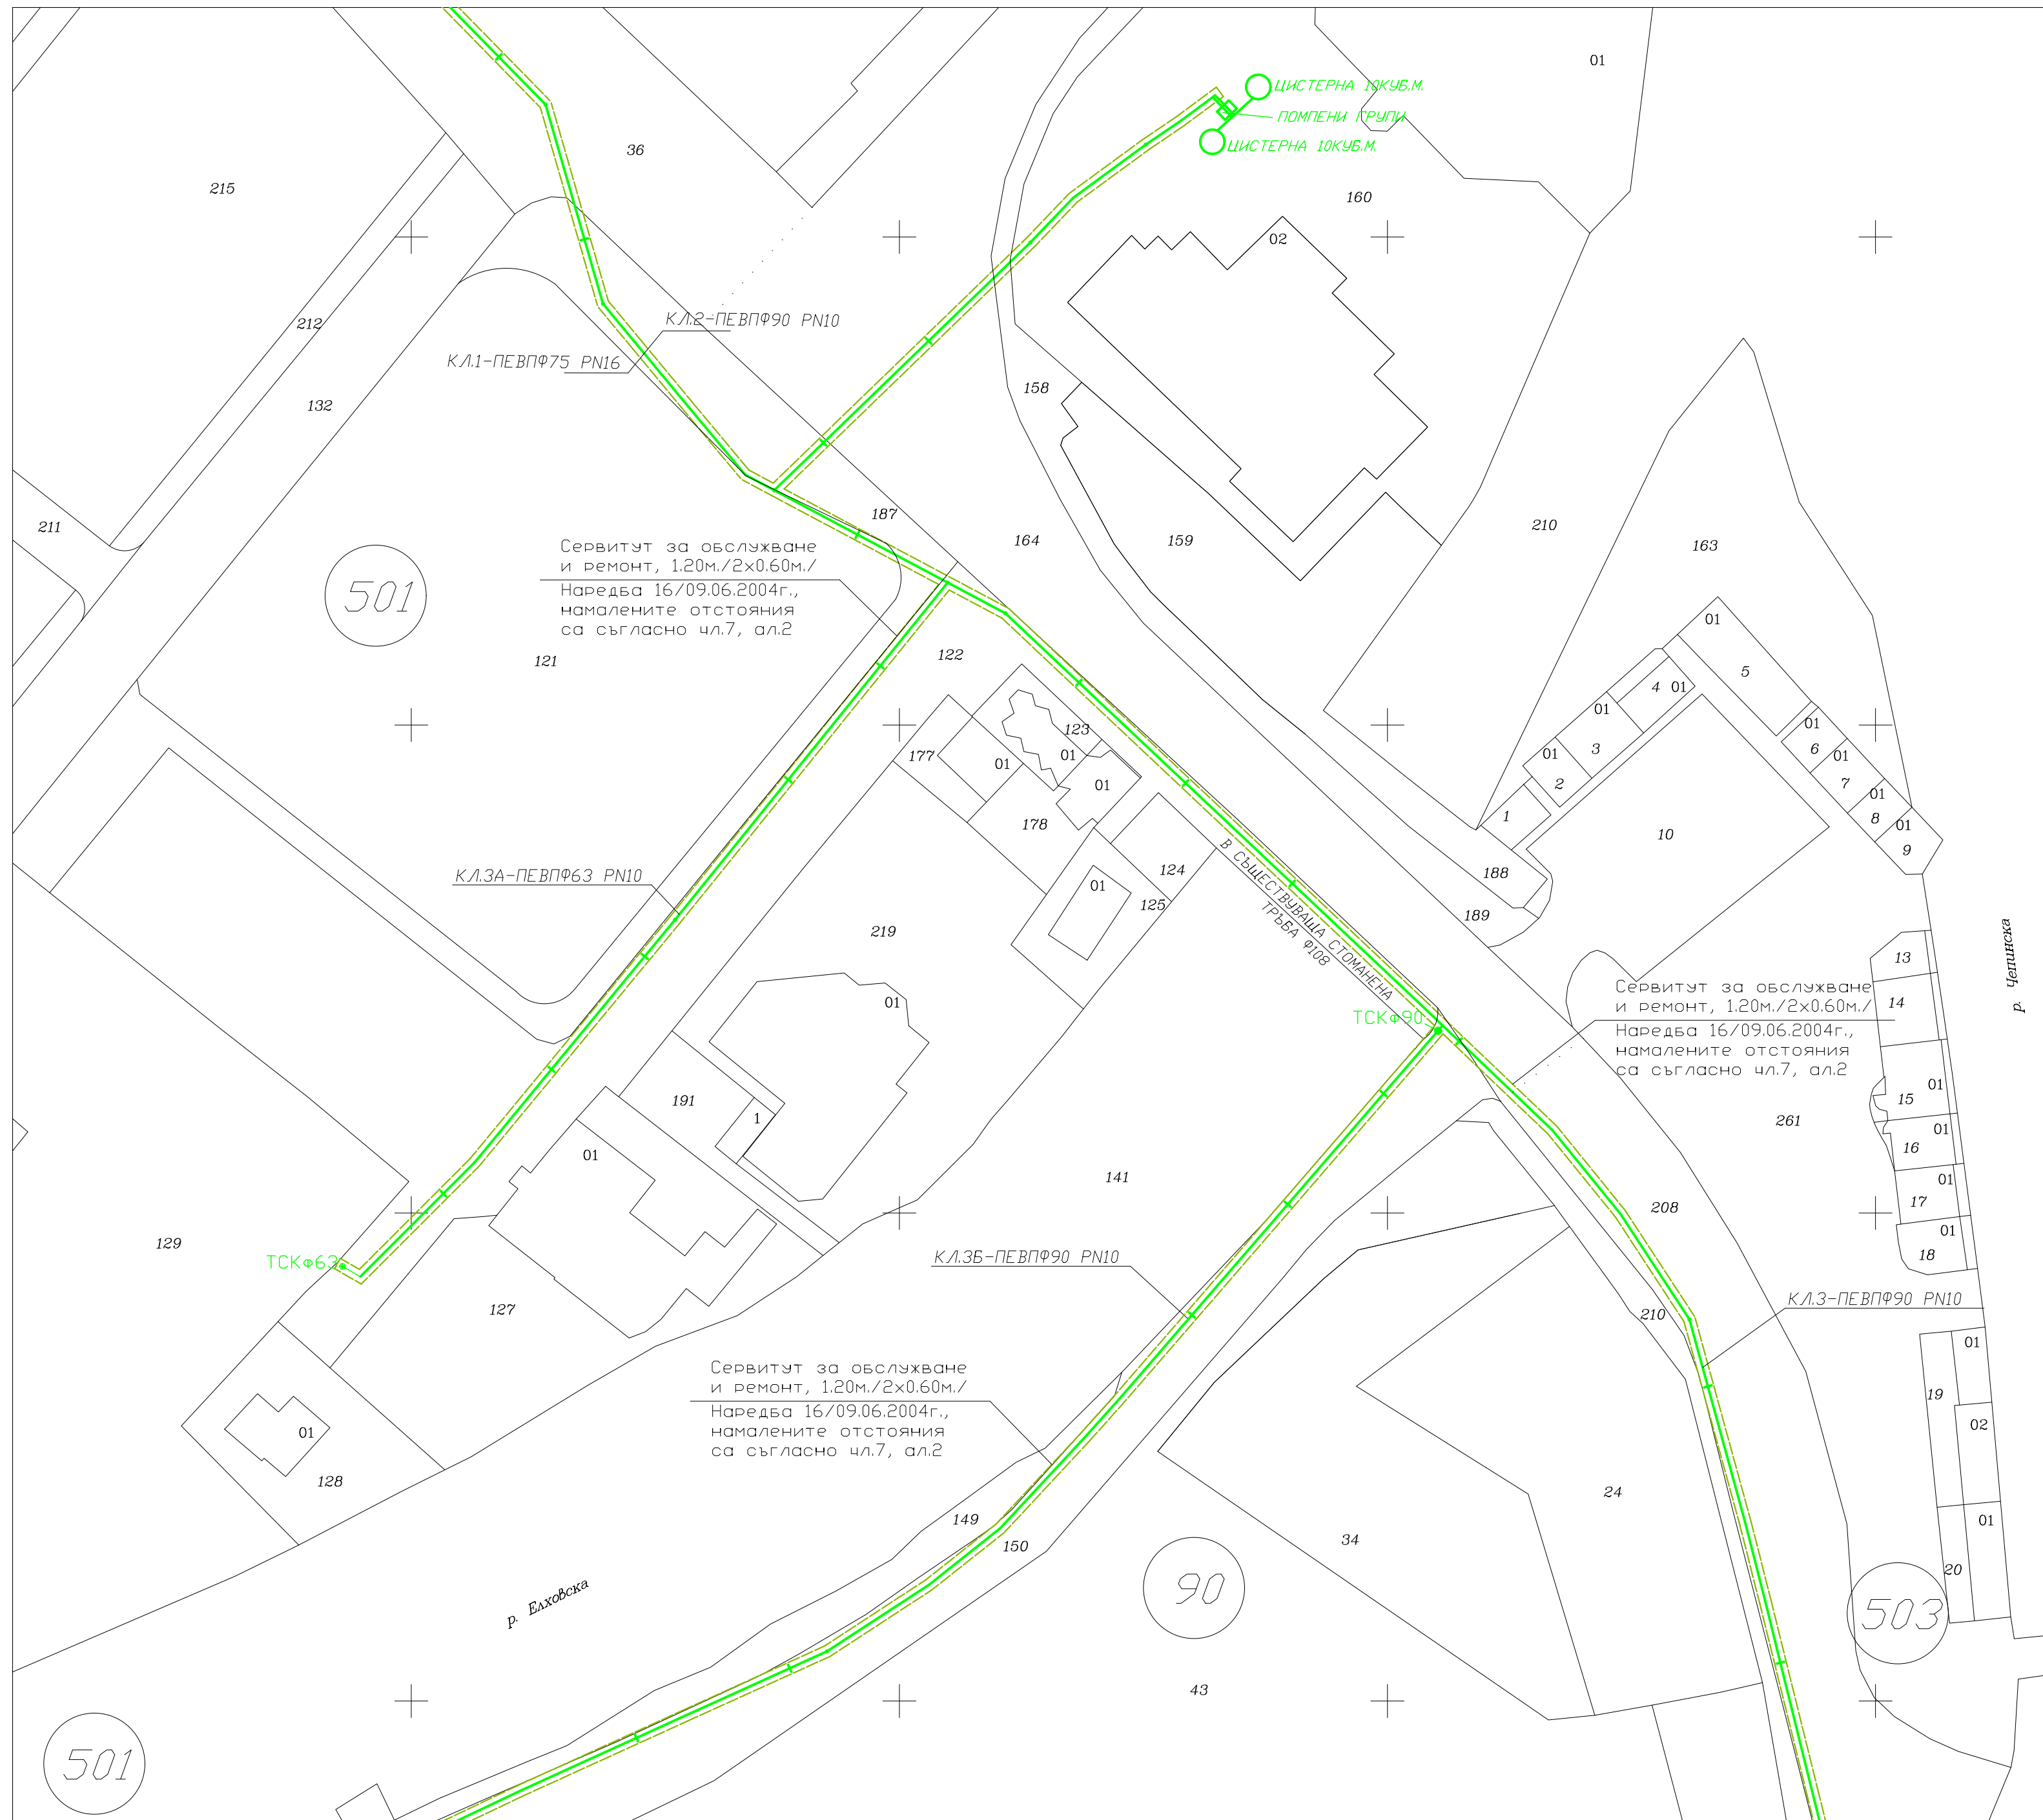 01
ЦИСТЕРНА 10КУБ.М.
ПОМПЕНИ ГРУПИ
ЦИСТЕРНА 10КУБ.М.
36
215
160
02
212
КЛ.2-ПЕВПФ90 PN10
КЛ.1-ПЕВПФ75 PN16
158
132
187
211
164
159
210
163
Сервитут за обслужване
и ремонт, 1.20м./2x0.60м./
Наредба 16/09.06.2004г.,
намалените отстояния
са съгласно чл.7, ал.2
501
121
122
01
5
4
01
01
3
01
2
1
01
6
01
7
01
8
01
9
10
123
01
177
01
01
178
124
01
125
188
189
КЛ.3А-ПЕВПФ63 PN10
219
В СЪЩЕСТВУВАЩА СТОМАНЕНА
ТРЪБА Ф108
ТСКФ90
Сервитут за обслужване
и ремонт, 1.20м./2x0.60м./
Наредба 16/09.06.2004г.,
намалените отстояния
са съгласно чл.7, ал.2
13
14
р. Чепинска
01
15
01
16
01
17
01
18
01
261
208
191
1
01
141
129
ТСКФ63
127
КЛ.3Б-ПЕВПФ90 PN10
КЛ.3-ПЕВПФ90 PN10
210
01
19
02
01
20
Сервитут за обслужване
и ремонт, 1.20м./2x0.60м./
Наредба 16/09.06.2004г.,
намалените отстояния
са съгласно чл.7, ал.2
01
128
149
150
34
24
90
503
р. Елховска
43
501